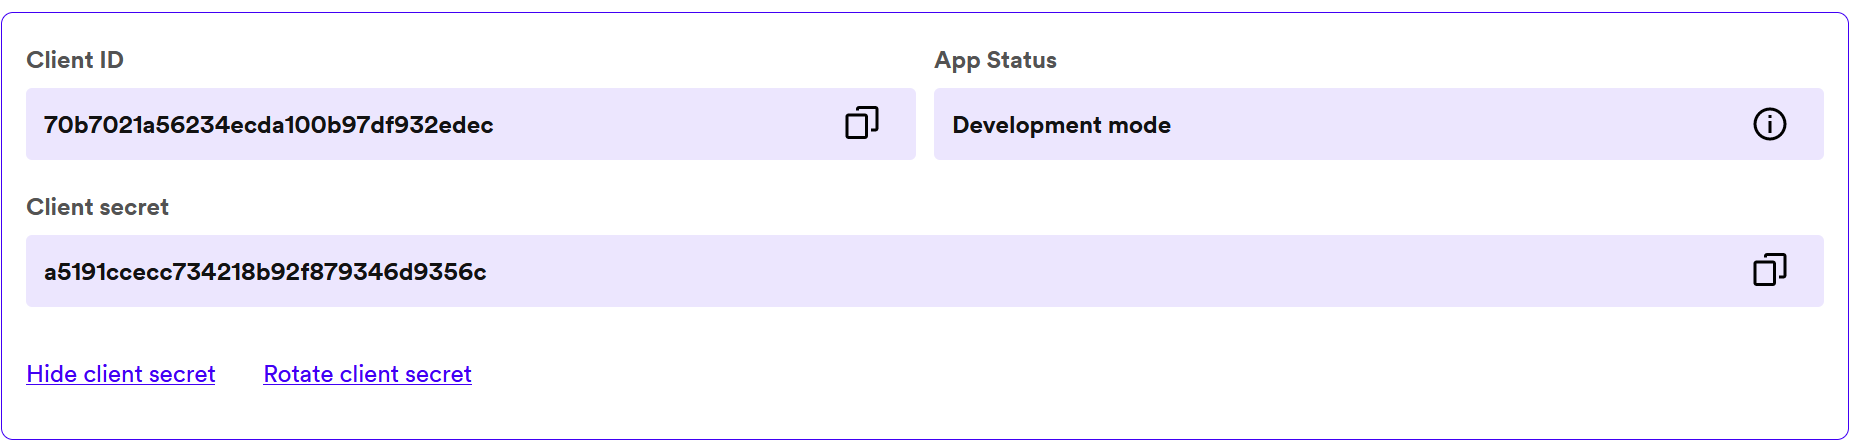 Client ID
App Status
70b7021a56234ecda100b97df932edec
Development mode
Client secret
a5191ccecc734218b92f879346d9356c
Hide client secret
Rotate client secret